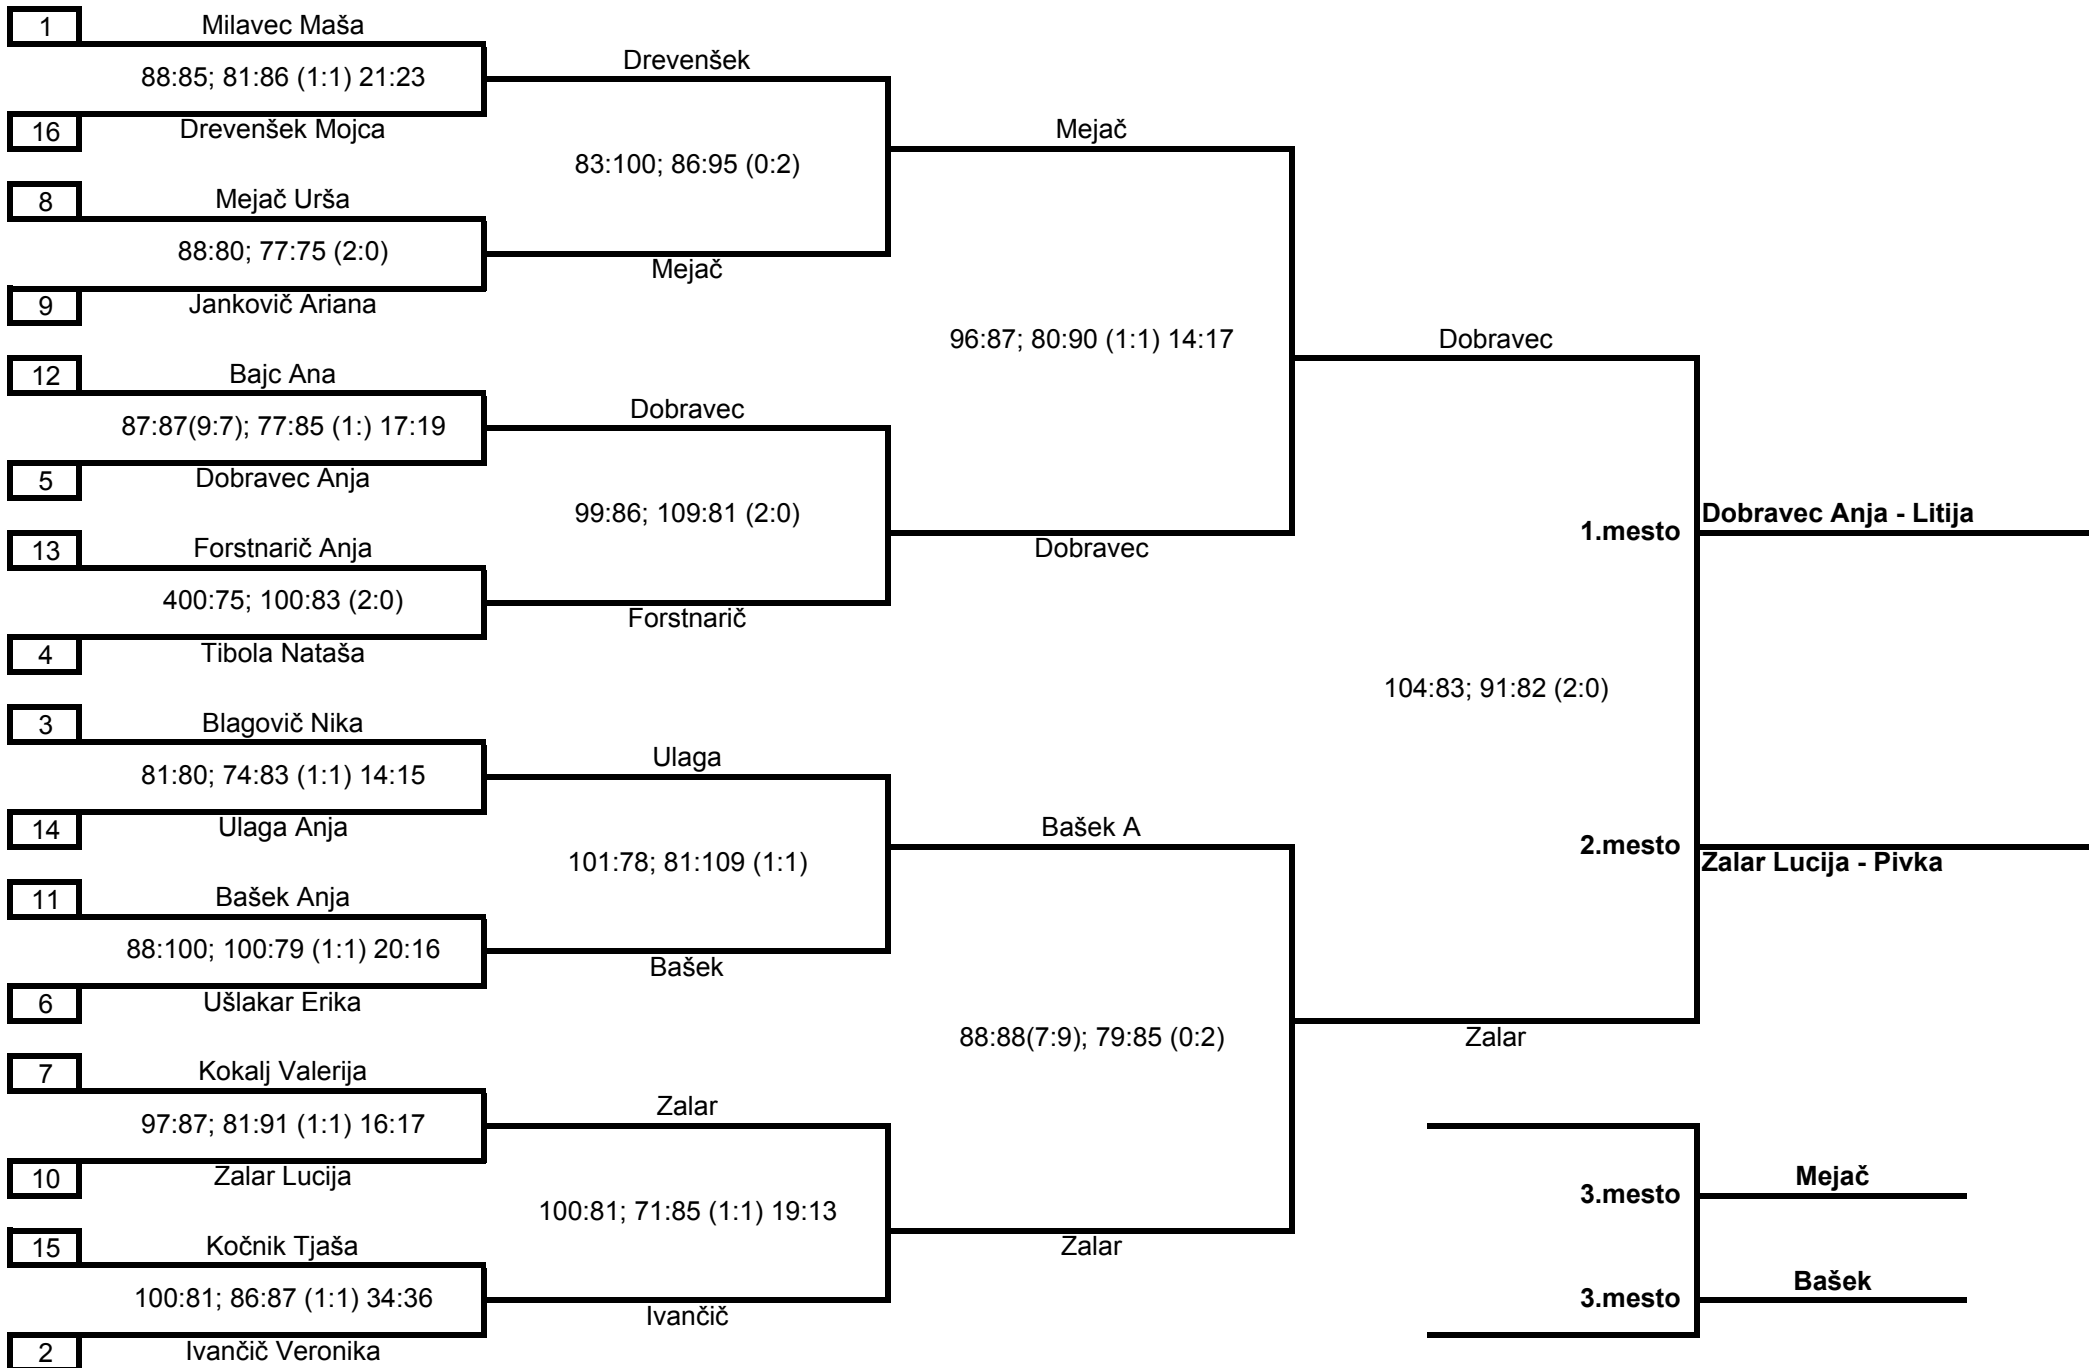 1 Milavec Maša
Drevenšek
88:85; 81:86 (1:1) 21:23
16 Drevenšek Mojca
Mejač
83:100; 86:95 (0:2)
8 Mejač Urša
88:80; 77:75 (2:0)
Mejač
9 Jankovič Ariana
96:87; 80:90 (1:1) 14:17
Dobravec
12 Bajc Ana
Dobravec
87:87(9:7); 77:85 (1:) 17:19
5 Dobravec Anja
99:86; 109:81 (2:0)
1.mesto Dobravec Anja - Litija
13 Forstnarič Anja
Dobravec
400:75; 100:83 (2:0)
Forstnarič
4 Tibola Nataša
104:83; 91:82 (2:0)
3 Blagovič Nika
Ulaga
81:80; 74:83 (1:1) 14:15
14 Ulaga Anja
Bašek A
2.mesto Zalar Lucija - Pivka
101:78; 81:109 (1:1)
11 Bašek Anja
88:100; 100:79 (1:1) 20:16
Bašek
6 Ušlakar Erika
88:88(7:9); 79:85 (0:2)
Zalar
7 Kokalj Valerija
Zalar
97:87; 81:91 (1:1) 16:17
10 Zalar Lucija
3.mesto Mejač
100:81; 71:85 (1:1) 19:13
15 Kočnik Tjaša
Zalar
100:81; 86:87 (1:1) 34:36
3.mesto Bašek
Ivančič
2 Ivančič Veronika